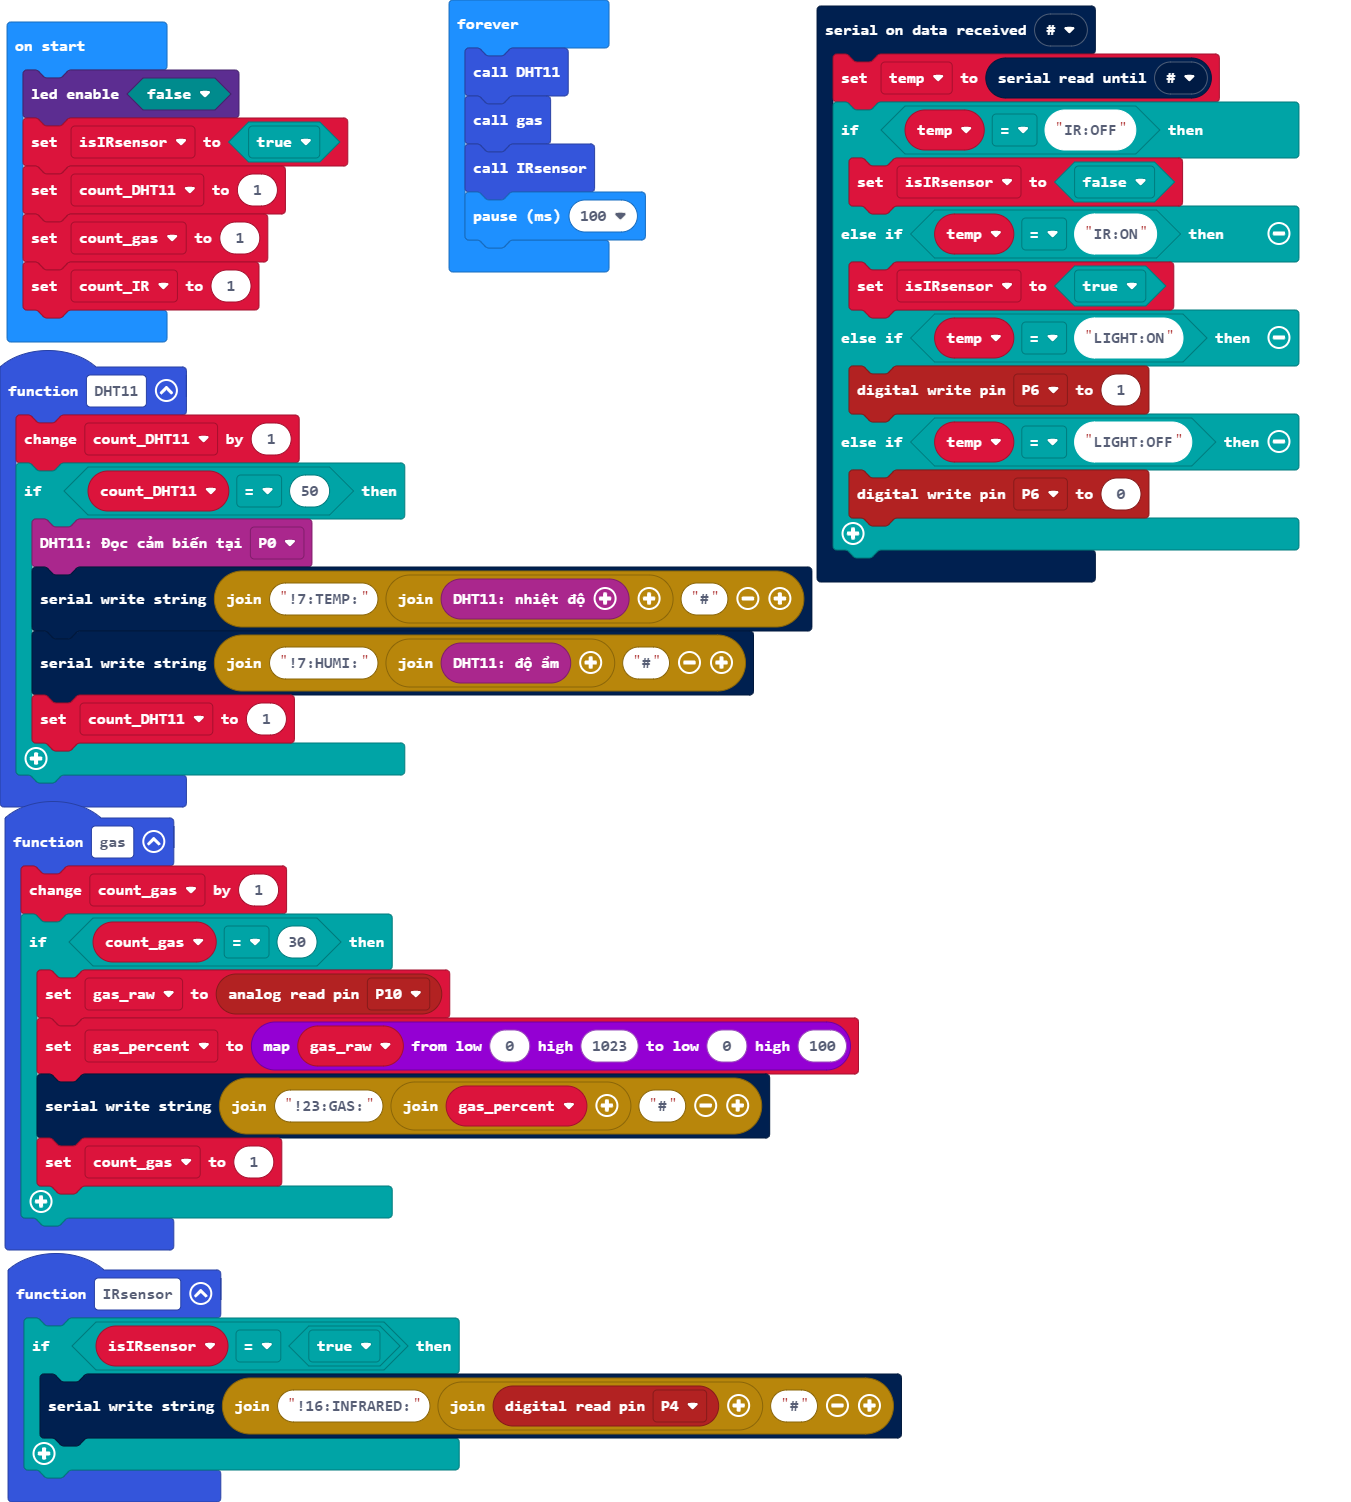 on start
led enable false
set isIRsensor to true
set count_DHT11 to 1
set count_gas to 1
set count_IR to 1
forever
call DHT11
call gas
call IRsensor
pause (ms) 100
serial on data received #
set temp to serial read until #
if temp = "IR:OFF" then
set isIRsensor to false
else if temp = "IR:ON" then
set isIRsensor to true
else if temp = "LIGHT:ON" then
digital write pin P6 to 1
else if temp = "LIGHT:OFF" then
digital write pin P6 to 0
function DHT11
change count_DHT11 by 1
if count_DHT11 = 50 then
DHT11: Đọc cảm biến tại P0
serial write string join "!7:TEMP:" join DHT11: nhiệt độ "#"
serial write string join "!7:HUMI:" join DHT11: độ ẩm "#"
set count_DHT11 to 1
function gas
change count_gas by 1
if count_gas = 30 then
set gas_raw to analog read pin P10
set gas_percent to map gas_raw from low 0 high 1023 to low 0 high 100
serial write string join "!23:GAS:" join gas_percent "#"
set count_gas to 1
function IRsensor
if isIRsensor = true then
serial write string join "!16:INFRARED:" join digital read pin P4 "#"